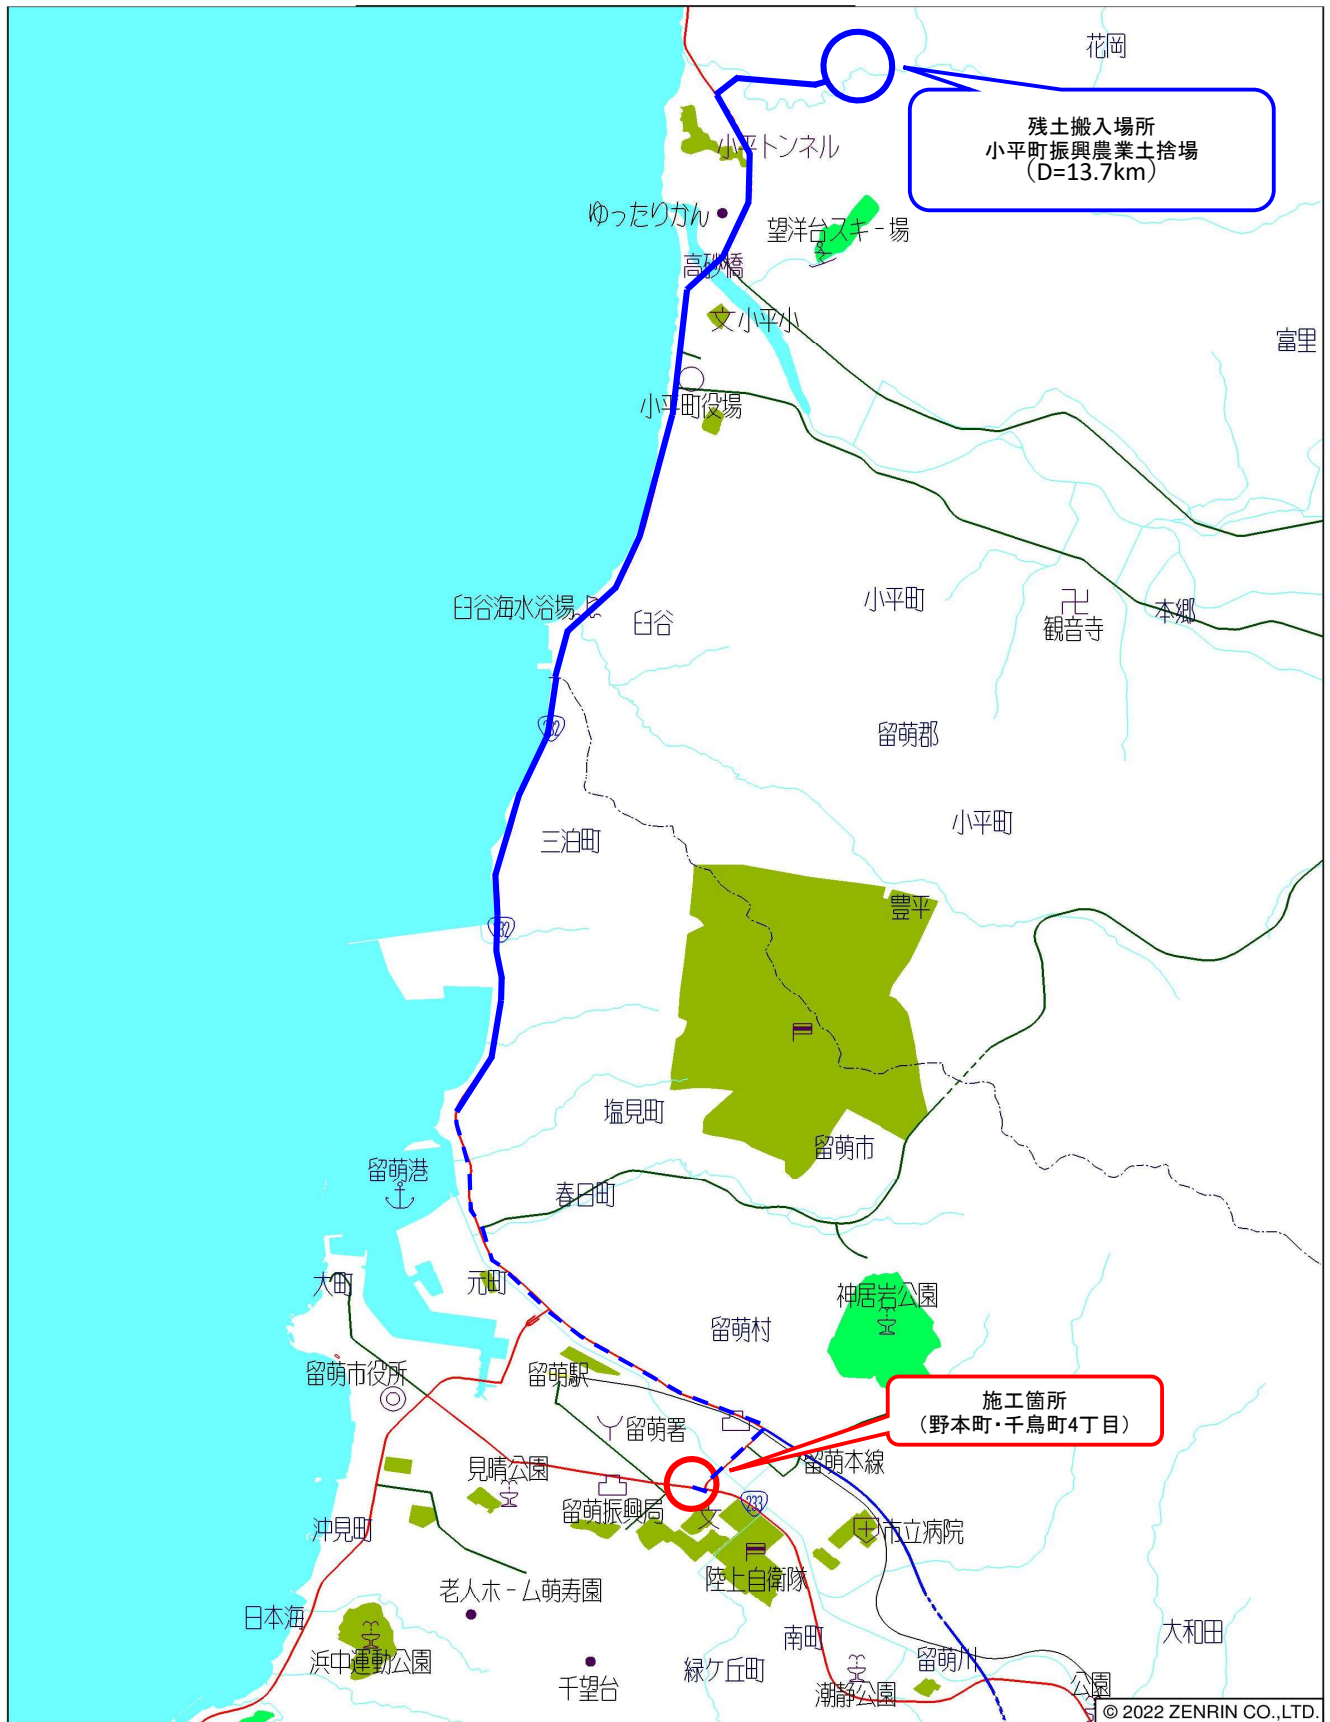 花岡
残土搬入場所
小平町振興農業土捨場
（D=13.7km）
小平トンネル
ゆったりかん
望洋台スキ-場
高砂橋
文小平小
富里
小平町役場
臼谷海水浴場
臼谷
小平町
観音寺
本郷
232
留萌郡
小平町
三泊町
豊平
232
塩見町
留萌市
留萌港
春日町
大町
元町
神居岩公園
留萌村
留萌市役所
留萌駅
施工箇所
（野本町・千鳥町4丁目）
留萌署
留萌本線
見晴公園
留萌振興局
文
233
沖見町
市立病院
陸上自衛隊
老人ホ-ム萌寿園
日本海
南町
大和田
浜中運動公園
緑ケ丘町
留萌川
千望台
潮静公園
公園
© 2022 ZENRIN CO.,LTD.